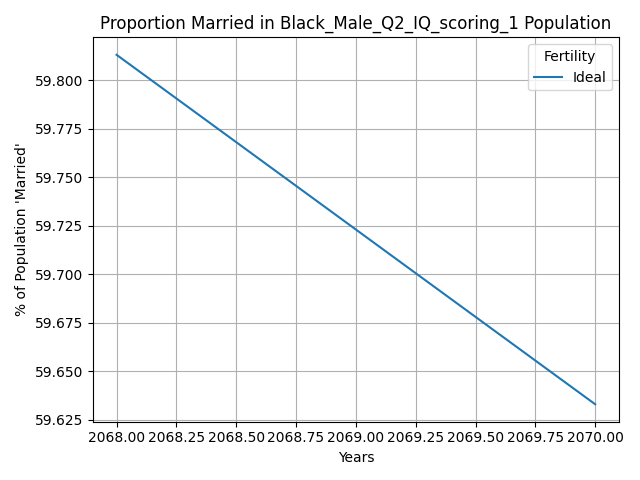 Proportion Married in Black_Male_Q2_IQ_scoring_1 Population
Fertility
Ideal
% of Population 'Married'
59.800
59.775
59.750
59.725
59.700
59.675
59.650
59.625
2068.00 2068.25 2068.50 2068.75 2069.00 2069.25 2069.50 2069.75 2070.00
Years